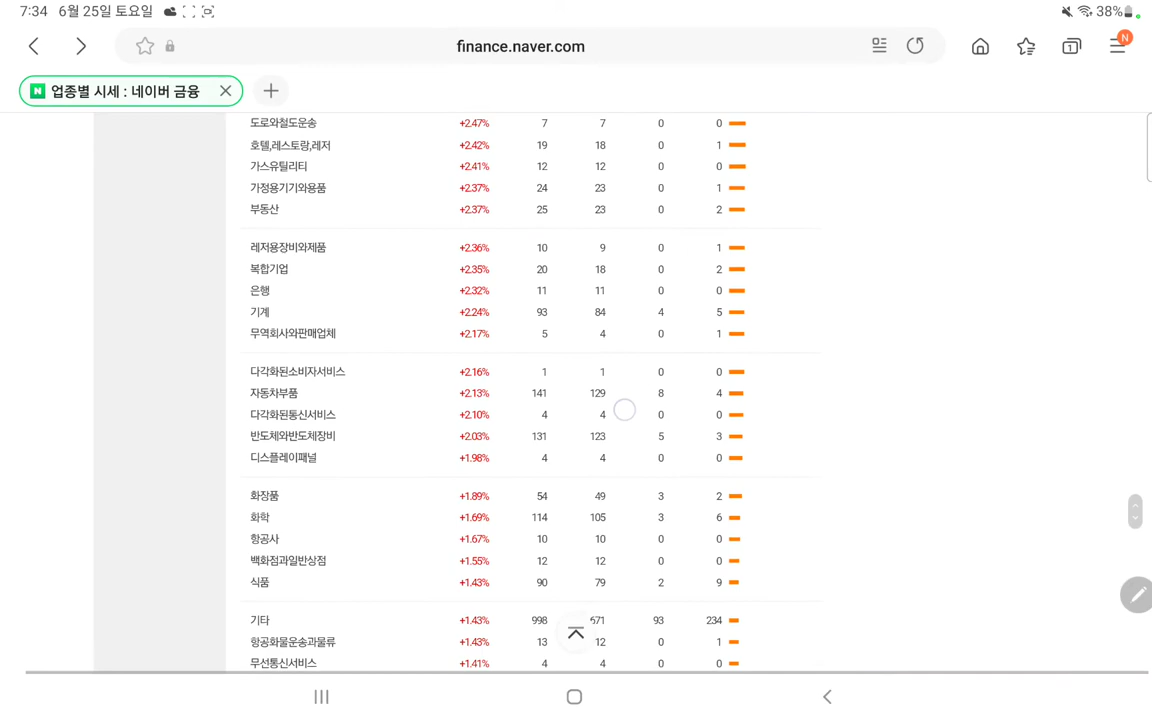 7:34 6월 25일 토요일 38%
finance.naver.com 1 N
N 업종별 시세 : 네이버 금융
도로와철도운송 +2.47% 7 7 0 0
호텔,레스토랑,레저 +2.42% 19 18 0 1
가스유틸리티 +2.41% 12 12 0 0
가정용기기와용품 +2.37% 24 23 0 1
부동산 +2.37% 25 23 0 2
레저용장비와제품 +2.36% 10 9 0 1
복합기업 +2.35% 20 18 0 2
은행 +2.32% 11 11 0 0
기계 +2.24% 93 84 4 5
무역회사와판매업체 +2.17% 5 4 0 1
다각화된소비자서비스 +2.16% 1 1 0 0
자동차부품 +2.13% 141 129 8 4
다각화된통신서비스 +2.10% 4 4 0 0
반도체와반도체장비 +2.03% 131 123 5 3
디스플레이패널 +1.98% 4 4 0 0
화장품 +1.89% 54 49 3 2
화학 +1.69% 114 105 3 6
항공사 +1.67% 10 10 0 0
백화점과일반상점 +1.55% 12 12 0 0
식품 +1.43% 90 79 2 9
기타 +1.43% 998 671 93 234
항공화물운송과물류 +1.43% 13 12 0 1
무선통신서비스 +1.41% 4 4 0 0